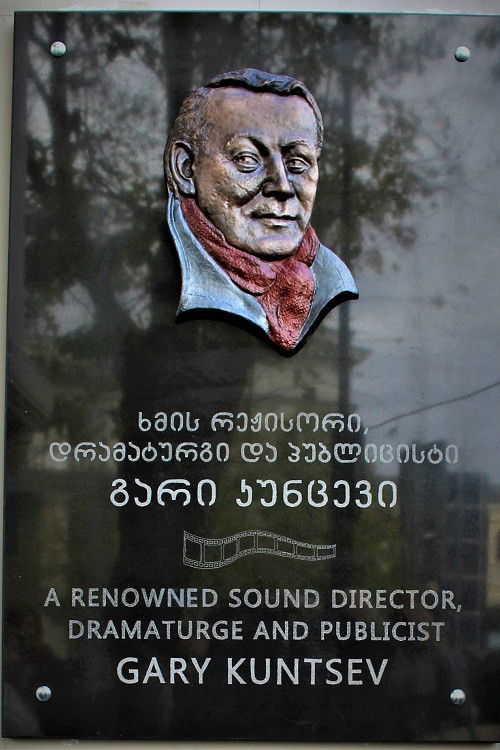 ხმის რეჟისორი,
დრამატურგი და პუბლიცისტი
გარი კუნცევი
A RENOWNED SOUND DIRECTOR,
DRAMATURGE AND PUBLICIST
GARY KUNTSEV